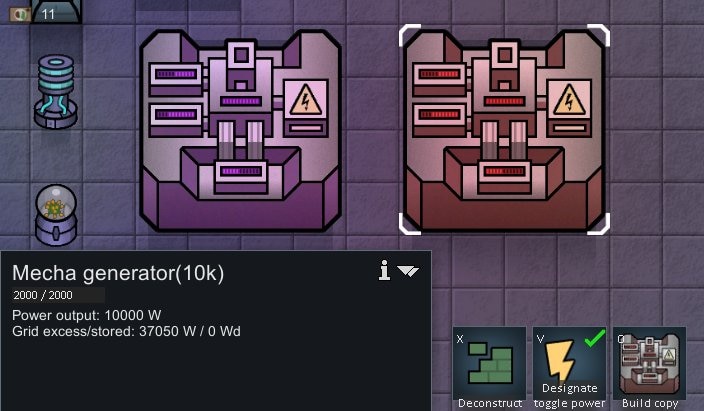 11
Mecha generator(10k)
2000 / 2000
Power output: 10000 W
Grid excess/stored: 37050 W / 0 Wd
X
Deconstruct
V
Designate
toggle power
Build copy